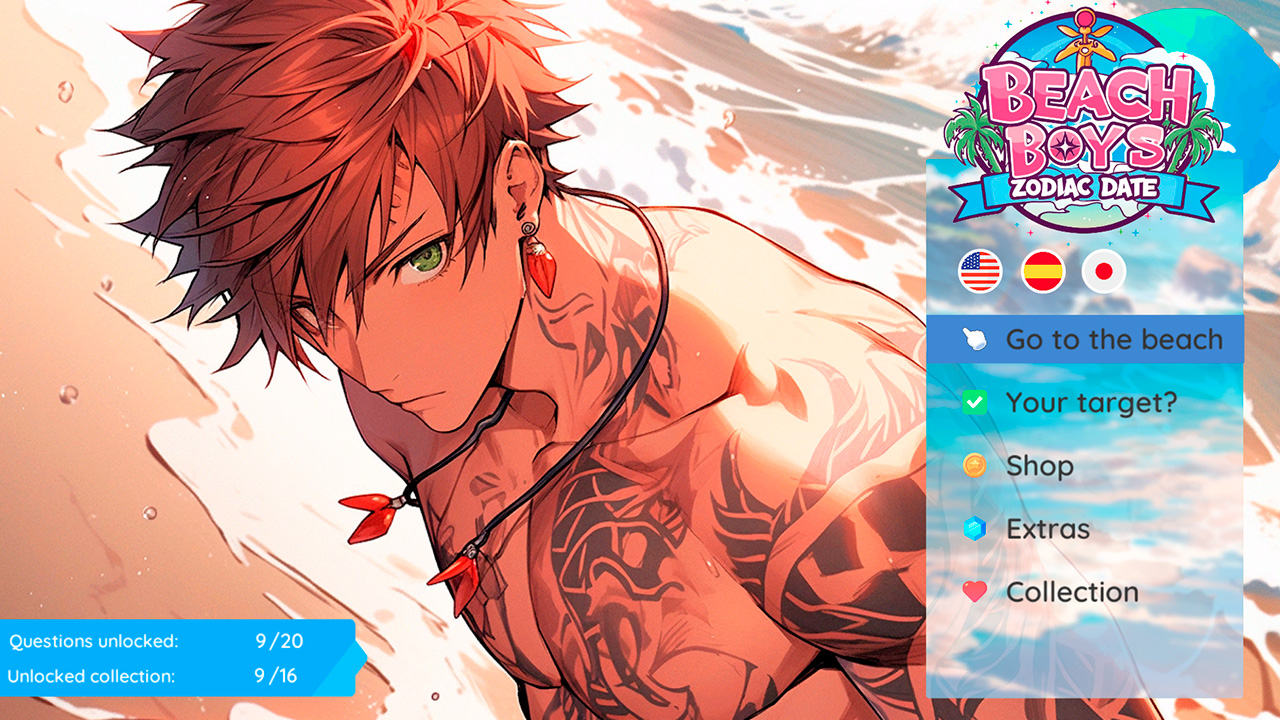 BEACH
BOYS
ZODIAC DATE
Go to the beach
Your target?
Shop
Extras
Collection
Questions unlocked: 9/20
Unlocked collection: 9/16